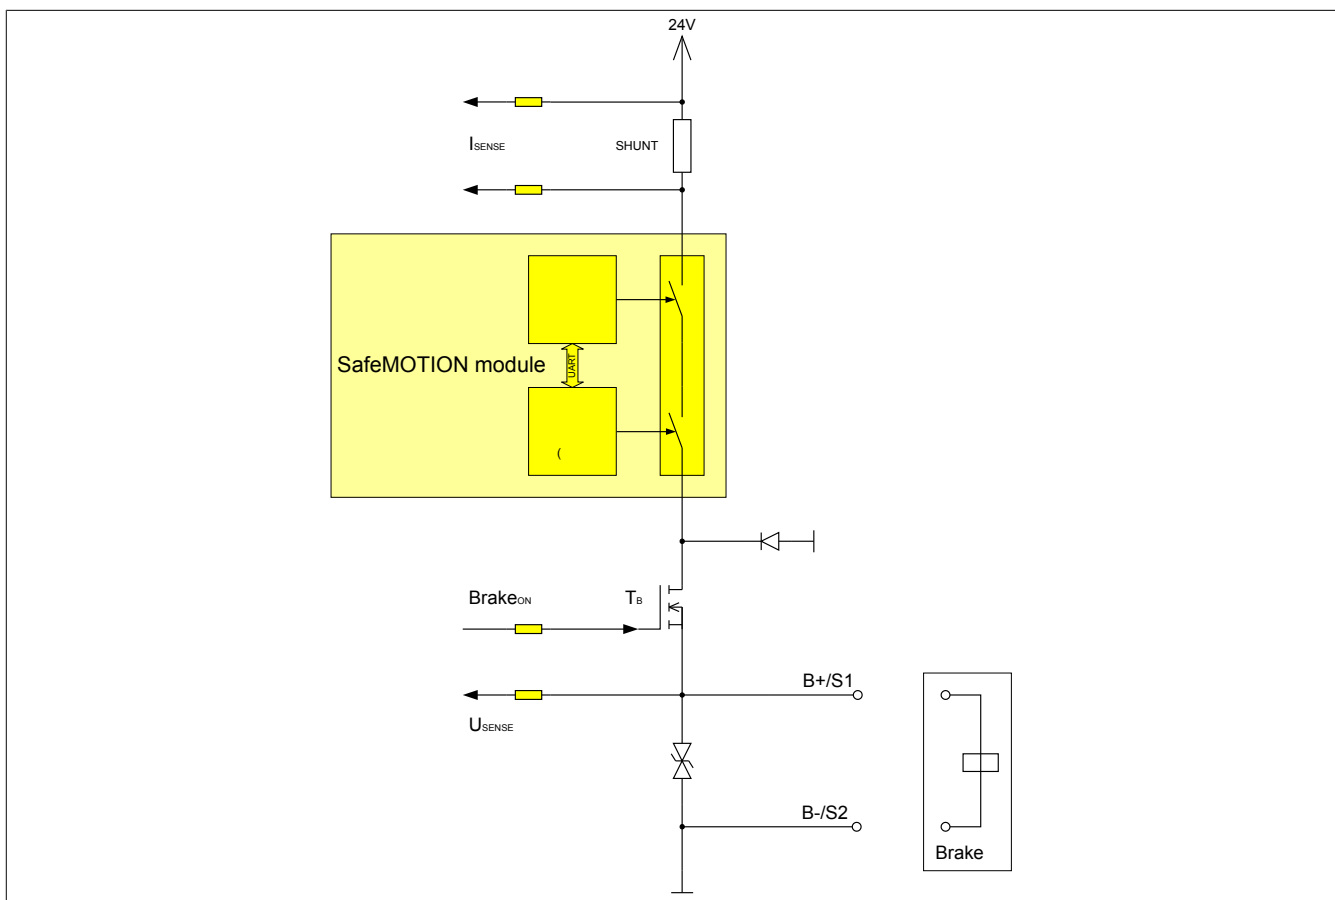 24V
ISENSE
SHUNT
SafeMOTION module
UART
(
BrakeON
TB
B+/S1
USENSE
B-/S2
Brake